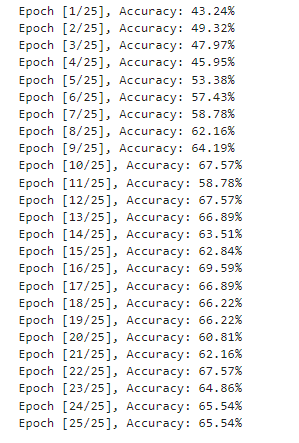 Epoch [1/25], Accuracy: 43.24%
Epoch [2/25], Accuracy: 49.32%
Epoch [3/25], Accuracy: 47.97%
Epoch [4/25], Accuracy: 45.95%
Epoch [5/25], Accuracy: 53.38%
Epoch [6/25], Accuracy: 57.43%
Epoch [7/25], Accuracy: 58.78%
Epoch [8/25], Accuracy: 62.16%
Epoch [9/25], Accuracy: 64.19%
Epoch [10/25], Accuracy: 67.57%
Epoch [11/25], Accuracy: 58.78%
Epoch [12/25], Accuracy: 67.57%
Epoch [13/25], Accuracy: 66.89%
Epoch [14/25], Accuracy: 63.51%
Epoch [15/25], Accuracy: 62.84%
Epoch [16/25], Accuracy: 69.59%
Epoch [17/25], Accuracy: 66.89%
Epoch [18/25], Accuracy: 66.22%
Epoch [19/25], Accuracy: 66.22%
Epoch [20/25], Accuracy: 60.81%
Epoch [21/25], Accuracy: 62.16%
Epoch [22/25], Accuracy: 67.57%
Epoch [23/25], Accuracy: 64.86%
Epoch [24/25], Accuracy: 65.54%
Epoch [25/25], Accuracy: 65.54%